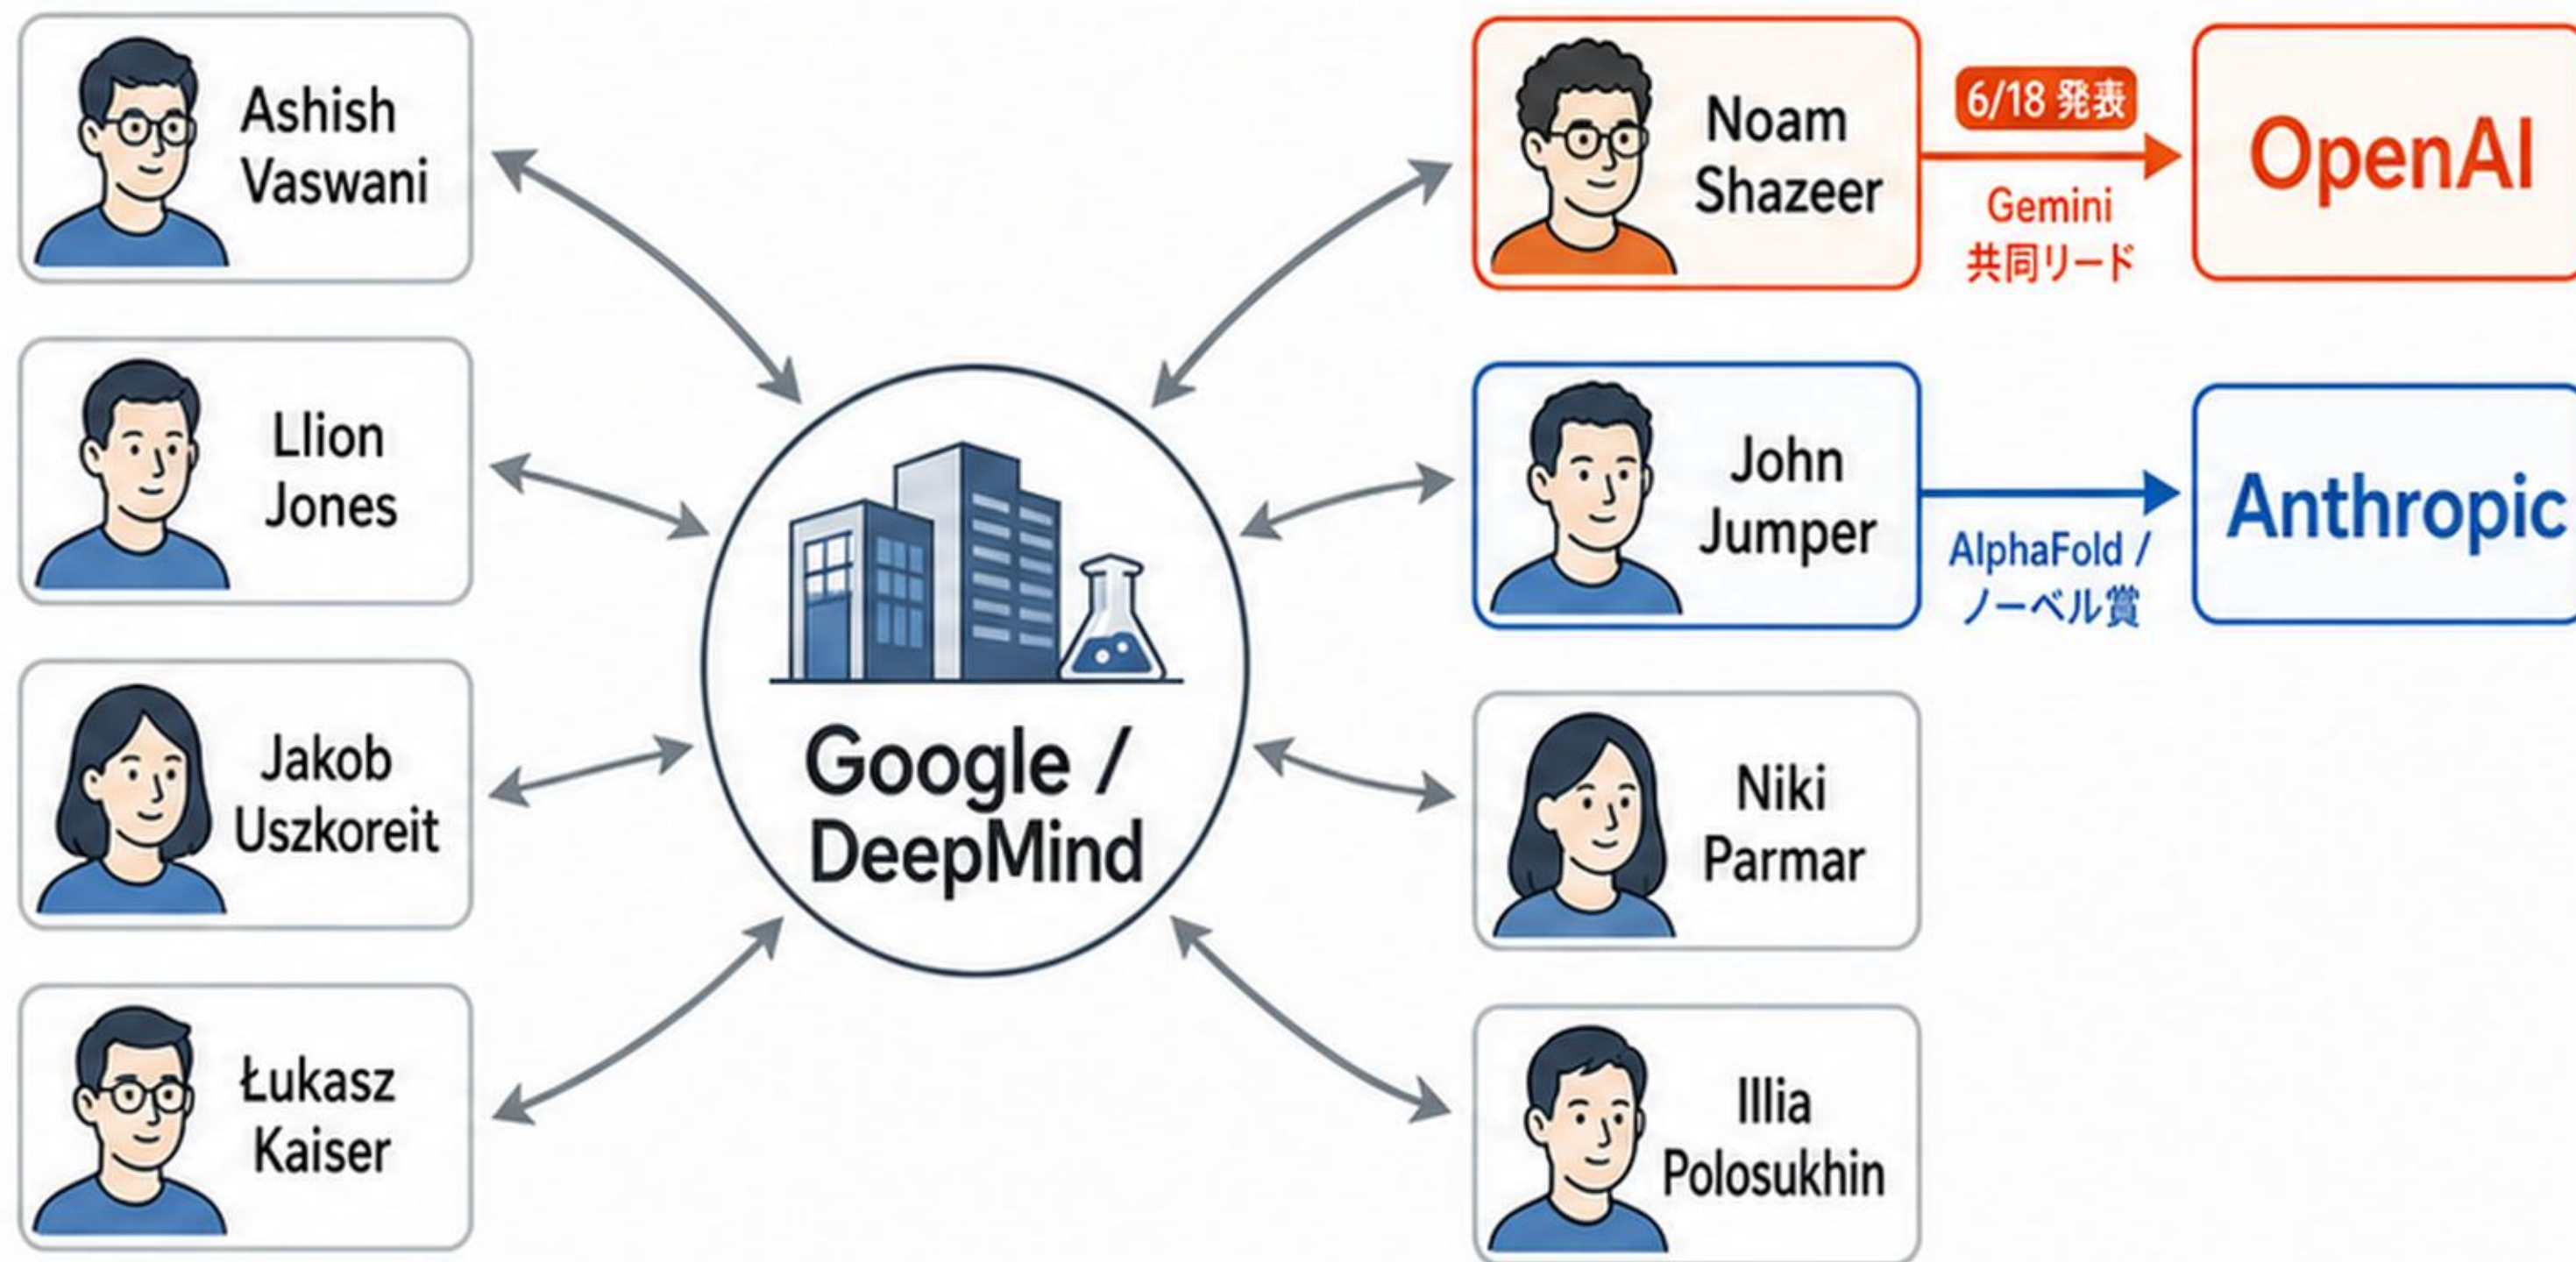 Ashish
Vaswani
Llion
Jones
Jakob
Uszkoreit
Łukasz
Kaiser
Google /
DeepMind
Noam
Shazeer
6/18 発表
Gemini
共同リード
OpenAI
John
Jumper
AlphaFold /
ノーベル賞
Anthropic
Niki
Parmar
Illia
Polosukhin